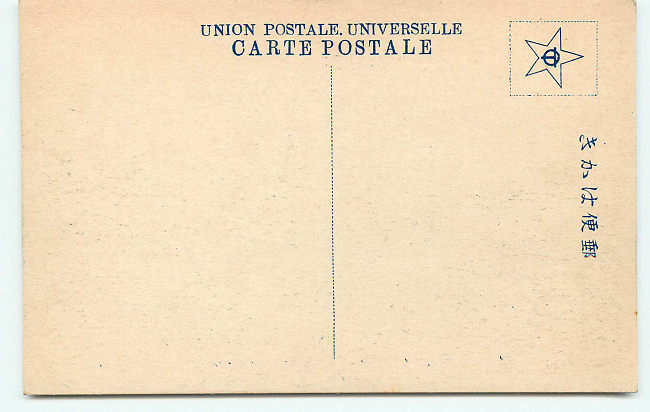 UNION POSTALE. UNIVERSELLE
CARTE POSTALE
きかは便郵